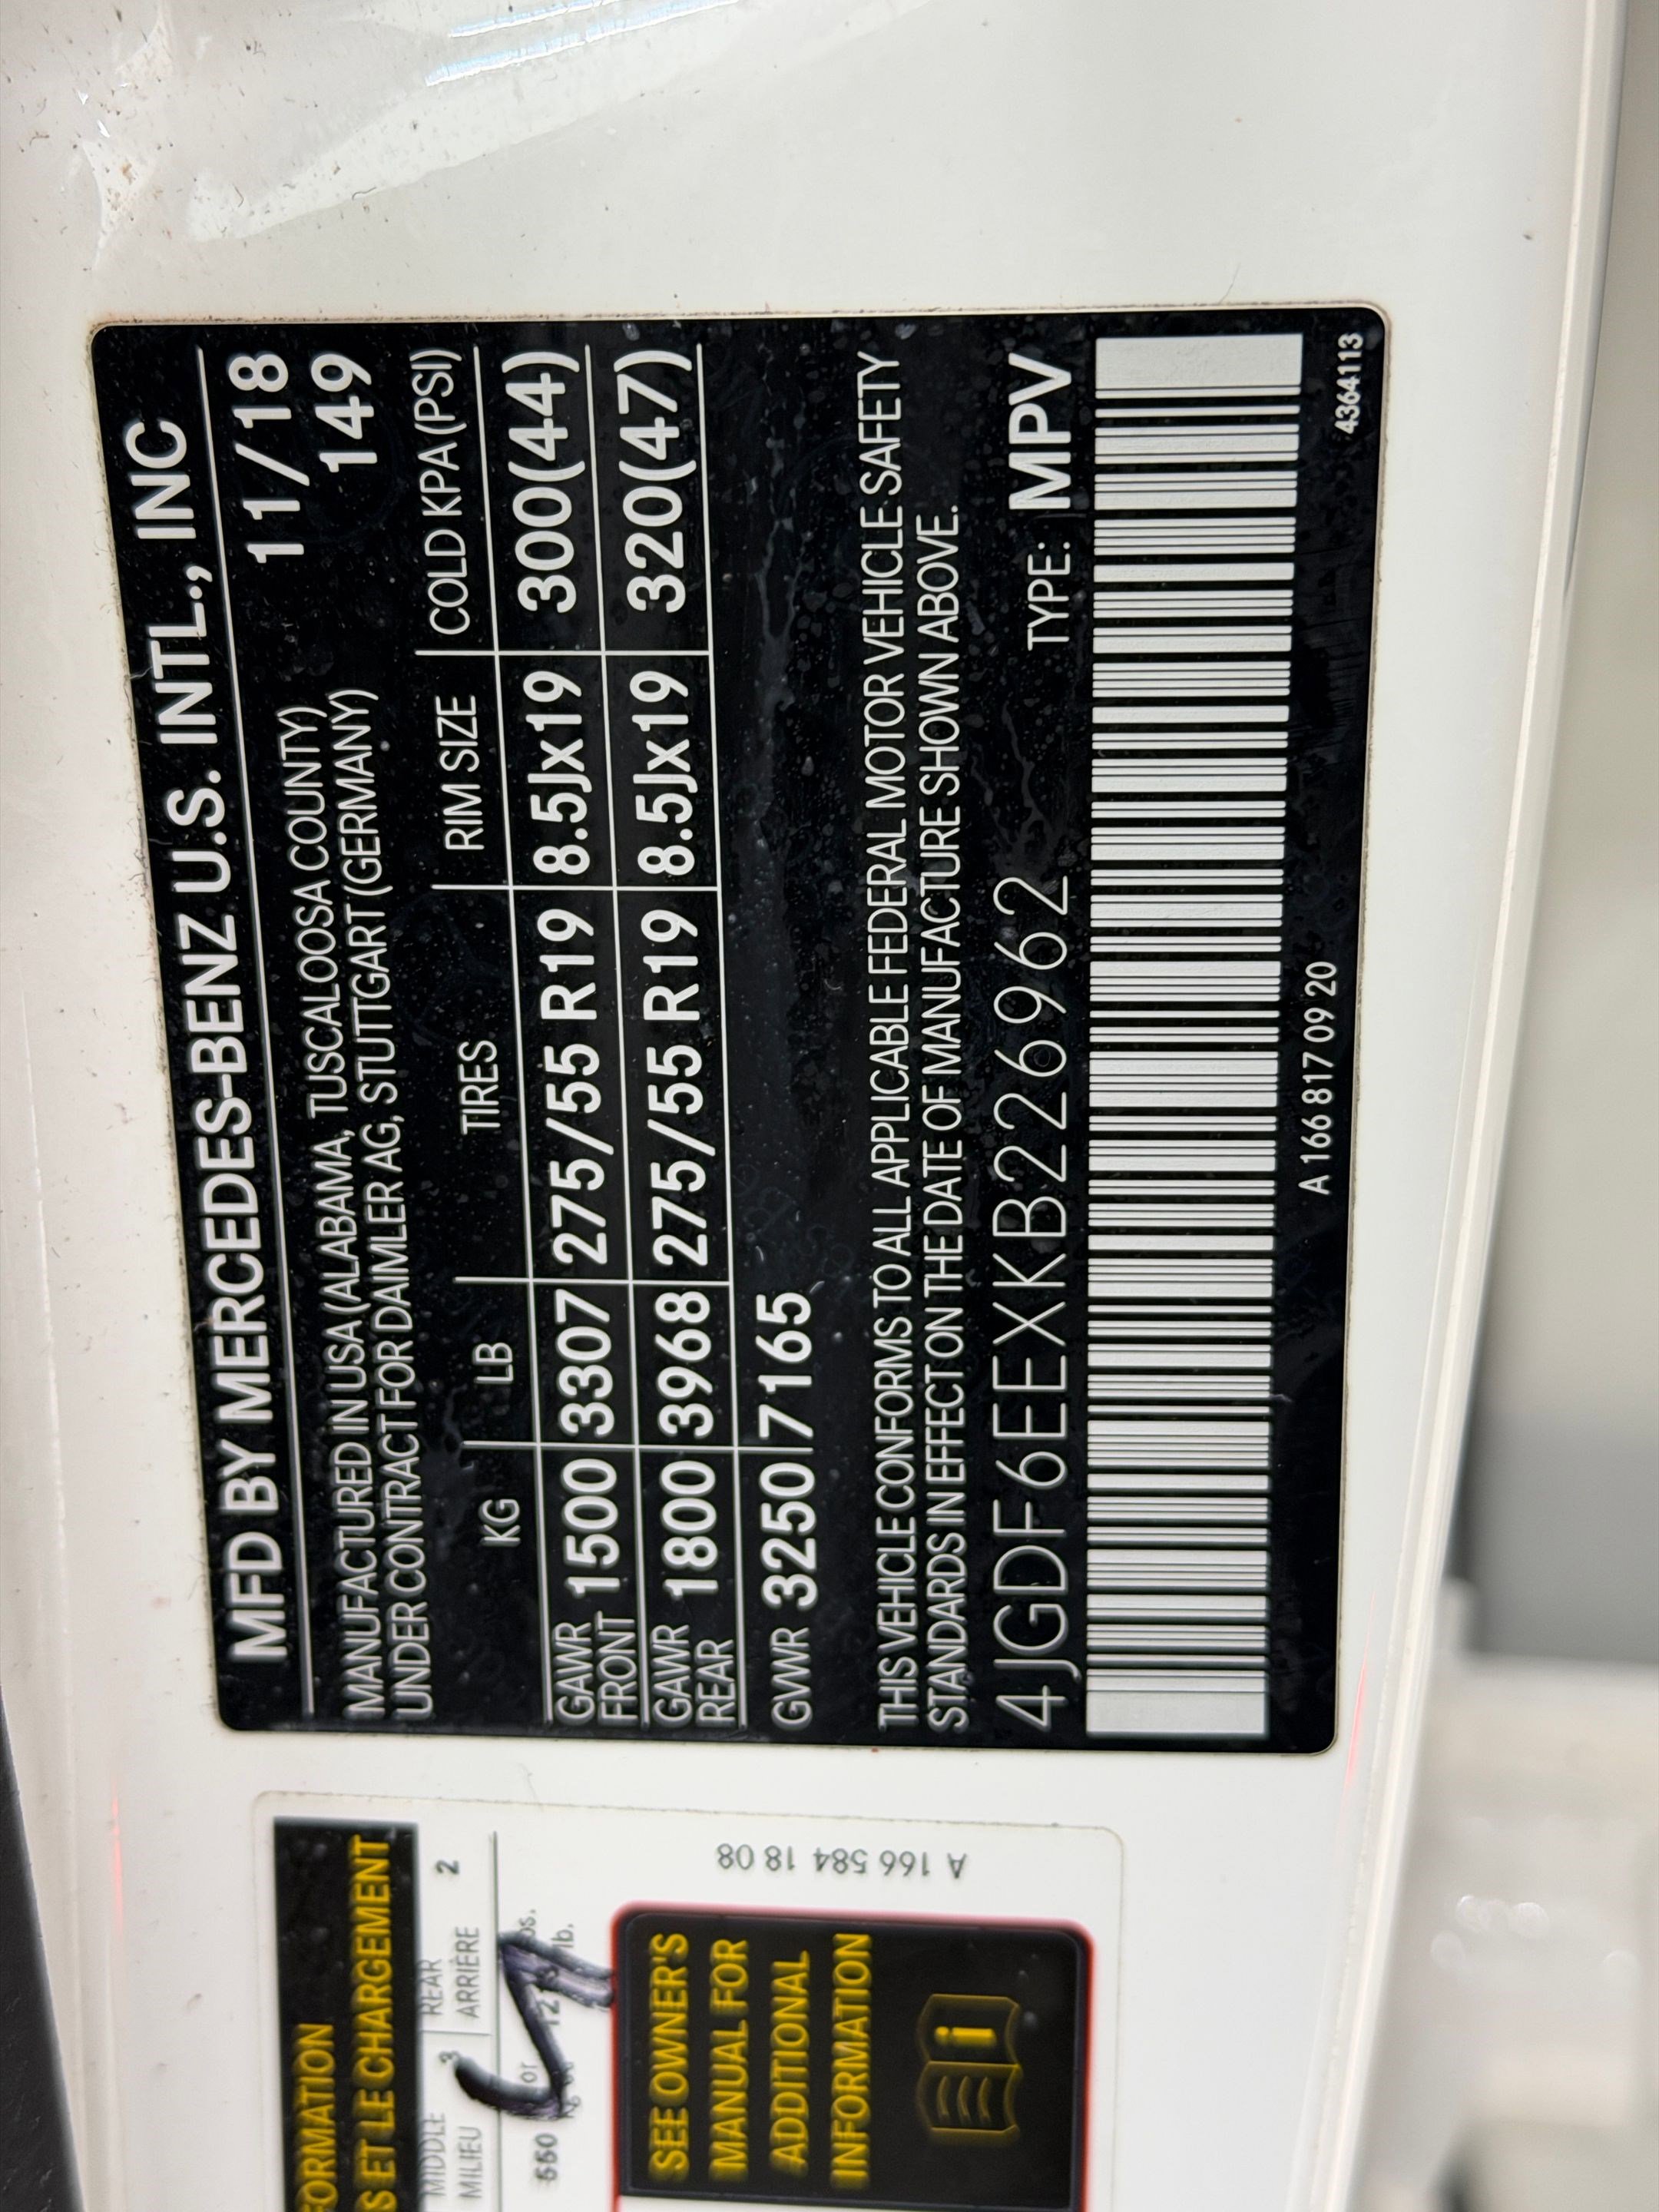 MFD BY MERCEDES-BENZ U.S. INTL., INC
MANUFACTURED IN USA (ALABAMA, TUSCALOOSA COUNTY) 11/18
UNDER CONTRACT FOR DAIMLER AG, STUTTGART (GERMANY) 149
KG LB TIRES RIM SIZE COLD KPA (PSI)
GAWR FRONT 1500 3307 275/55 R19 8.5Jx19 300(44)
GAWR REAR 1800 3968 275/55 R19 8.5Jx19 320(47)
GVWR 3250 7165
THIS VEHICLE CONFORMS TO ALL APPLICABLE FEDERAL MOTOR VEHICLE SAFETY
STANDARDS IN EFFECT ON THE DATE OF MANUFACTURE SHOWN ABOVE.
4JGDF6EEXKB226962 TYPE: MPV
A 166 817 09 20
4364113
ET LE CHARGEMENT
MIDDLE 3 REAR 2
MILIEU ARRIÈRE
550 or
lb.
A 166 584 18 08
SEE OWNER'S
MANUAL FOR
ADDITIONAL
INFORMATION
i